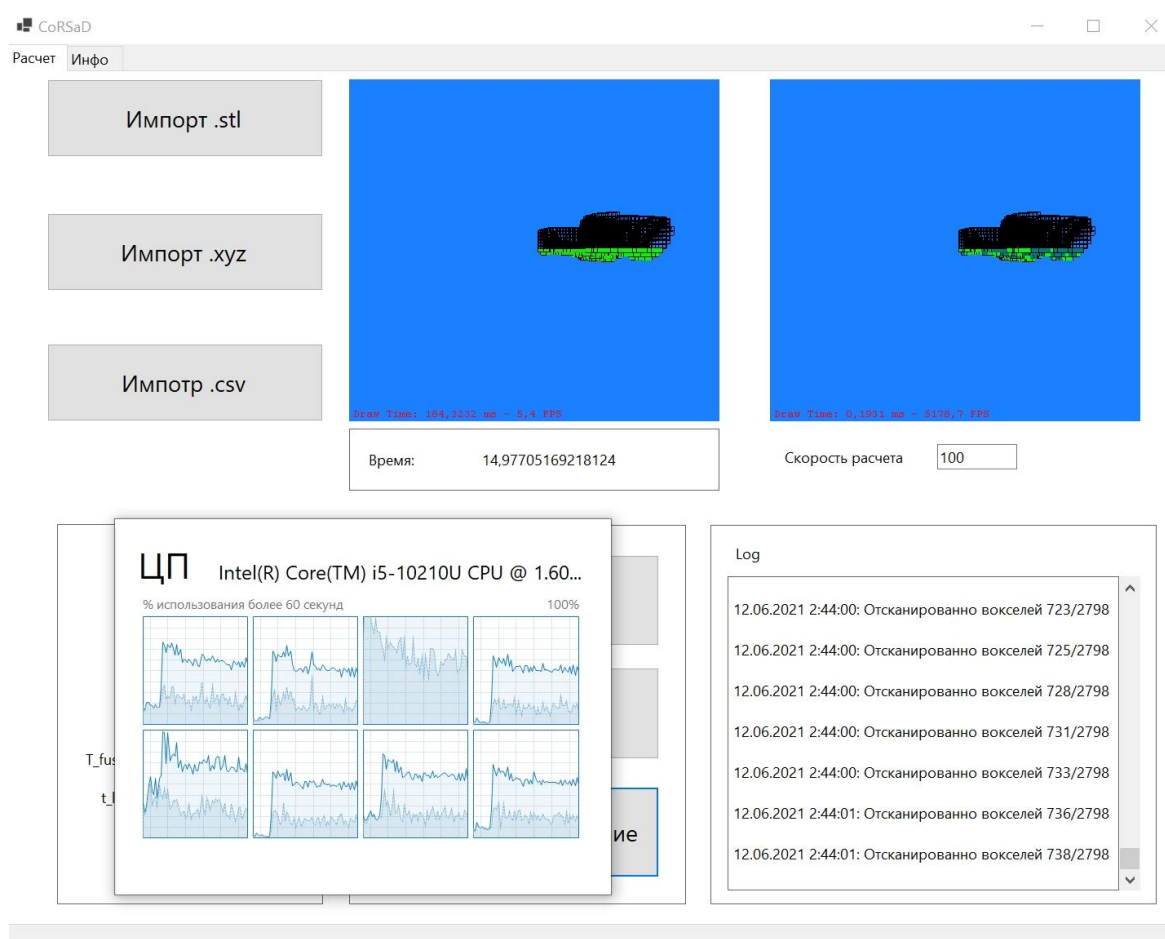 CoRSaD
Расчет Инфо
Импорт .stl
Импорт .xyz
Импотр .csv
Draw Time: 184,3232 ms - 5,4 FPS
Draw Time: 0,1931 ms - 5178,7 FPS
Время: 14,97705169218124
Скорость расчета 100
ЦП Intel(R) Core(TM) i5-10210U CPU @ 1.60...
% использования более 60 секунд 100%
T_fus
ие
Log
12.06.2021 2:44:00: Отсканированно вокселей 723/2798
12.06.2021 2:44:00: Отсканированно вокселей 725/2798
12.06.2021 2:44:00: Отсканированно вокселей 728/2798
12.06.2021 2:44:00: Отсканированно вокселей 731/2798
12.06.2021 2:44:00: Отсканированно вокселей 733/2798
12.06.2021 2:44:01: Отсканированно вокселей 736/2798
12.06.2021 2:44:01: Отсканированно вокселей 738/2798